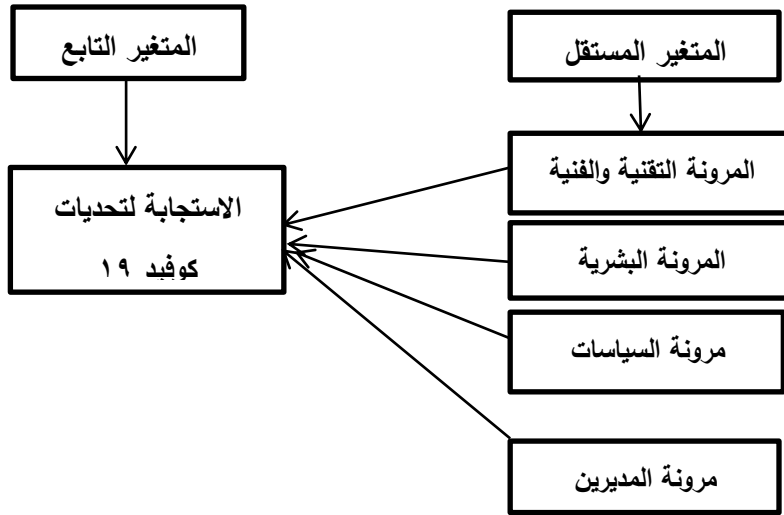 المتغير المستقل
المتغير التابع
المرونة التقنية والفنية
الاستجابة لتحديات
كوفيد ١٩
المرونة البشرية
مرونة السياسات
مرونة المديرين